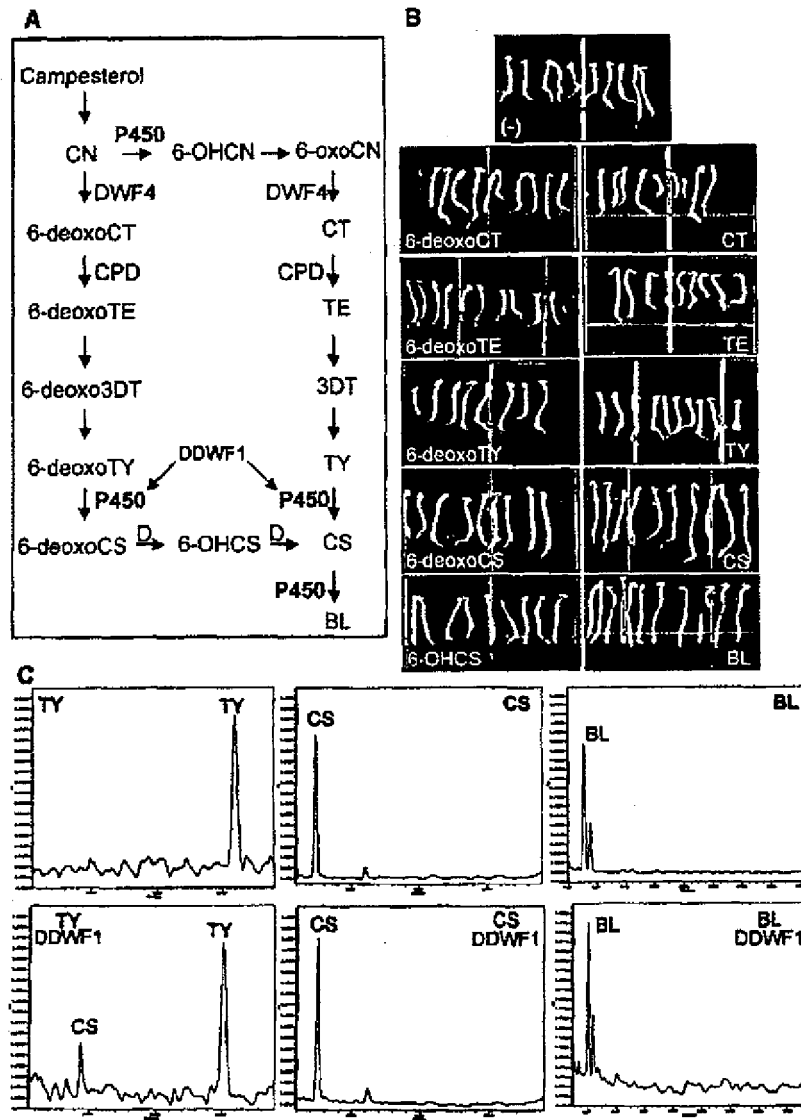 A
Campesterol
P450
CN 6-OHCN 6-oxoCN
DWF4 DWF4
6-deoxoCT CT
CPD CPD
6-deoxoTE TE
6-deoxo3DT 3DT
DDWF1
6-deoxoTY TY
P450 P450
6-deoxoCS D 6-OHCS D CS
P450
BL
B
(-)
6-deoxoCT CT
6-deoxoTE TE
6-deoxoTY TY
6-deoxoCS CS
6-OHCS BL
C
TY TY
CS CS
BL BL
TY
DDWF1
CS
TY
CS
CS
DDWF1
BL
BL
DDWF1